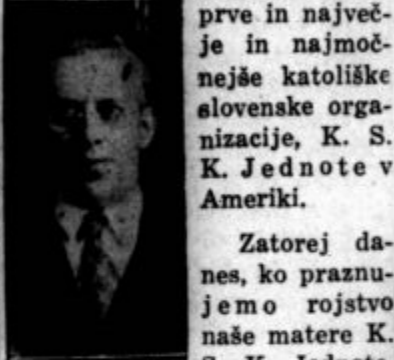 prve in največ-
je in najmoč-
nejše katoliške
slovenske orga-
nizacije, K. S.
K. Jednote v
Ameriki.
Zatorej da-
nes, ko praznu-
jemo rojstvo
naše matere K.
S. K. Jednote